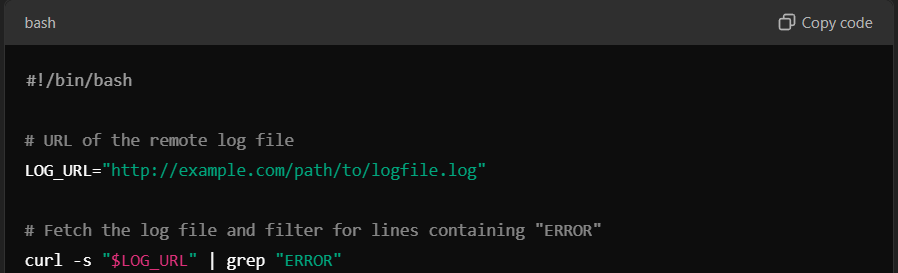 bash
Copy code
#!/bin/bash
# URL of the remote log file
LOG_URL="http://example.com/path/to/logfile.log"
# Fetch the log file and filter for lines containing "ERROR"
curl -s "$LOG_URL" | grep "ERROR"